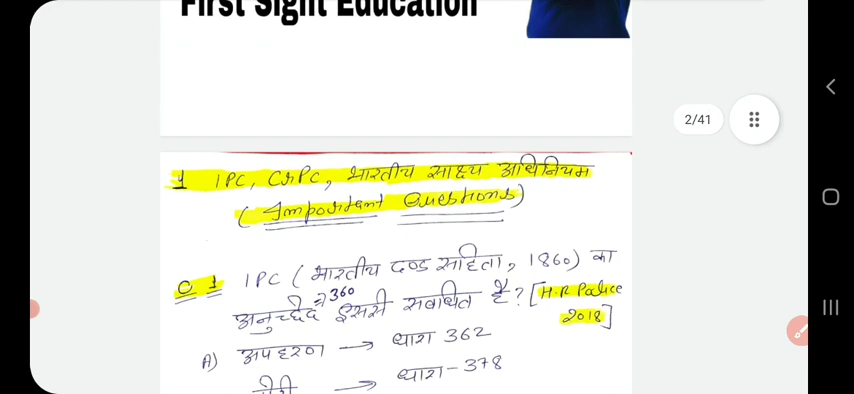 First Sight Education
2/41
1 IPC, CrPC, भारतीय साक्ष्य अधिनियम
(Important Questions)
Q 1 IPC (भारतीय दण्ड संहिता, 1860) का
अनुच्छेद → 360 इससी सबंधित है? [H.R Police
2018]
A) अपहरण → धारा 362
चोरी → धारा - 378